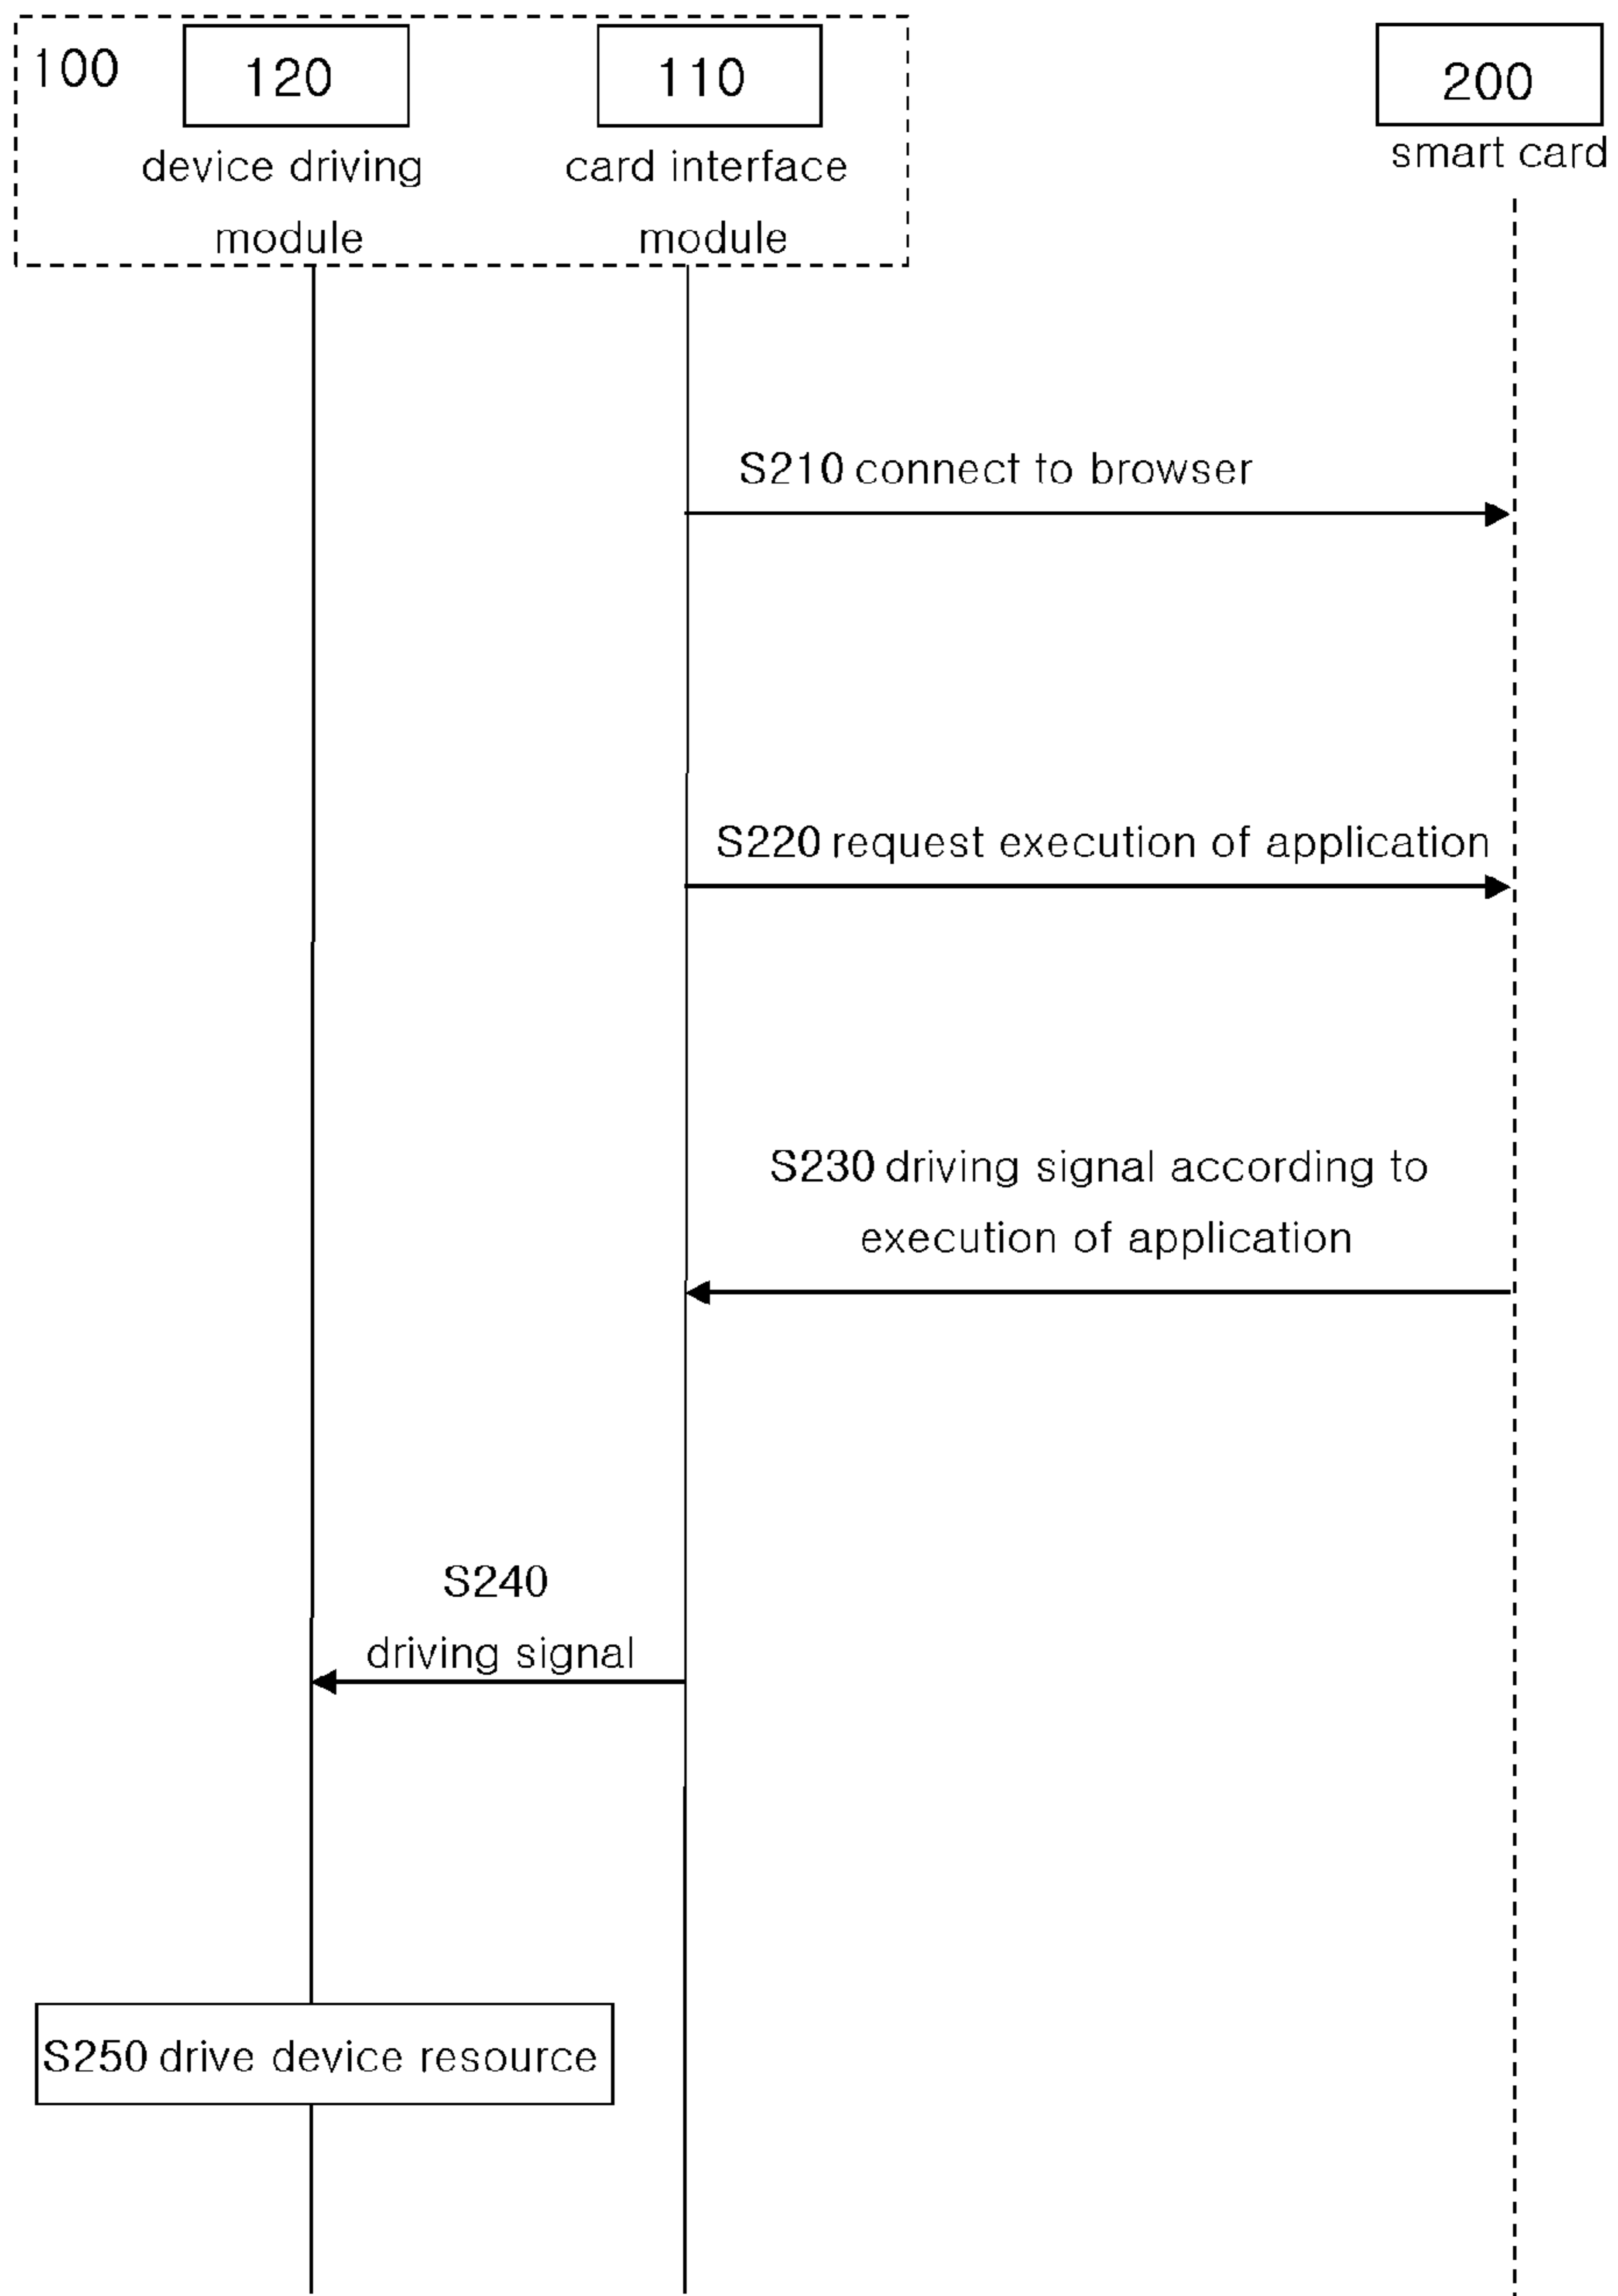 100
120
110
200
device driving
module
card interface
module
smart card
S210 connect to browser
S220 request execution of application
S230 driving signal according to
execution of application
S240
driving signal
S250 drive device resource